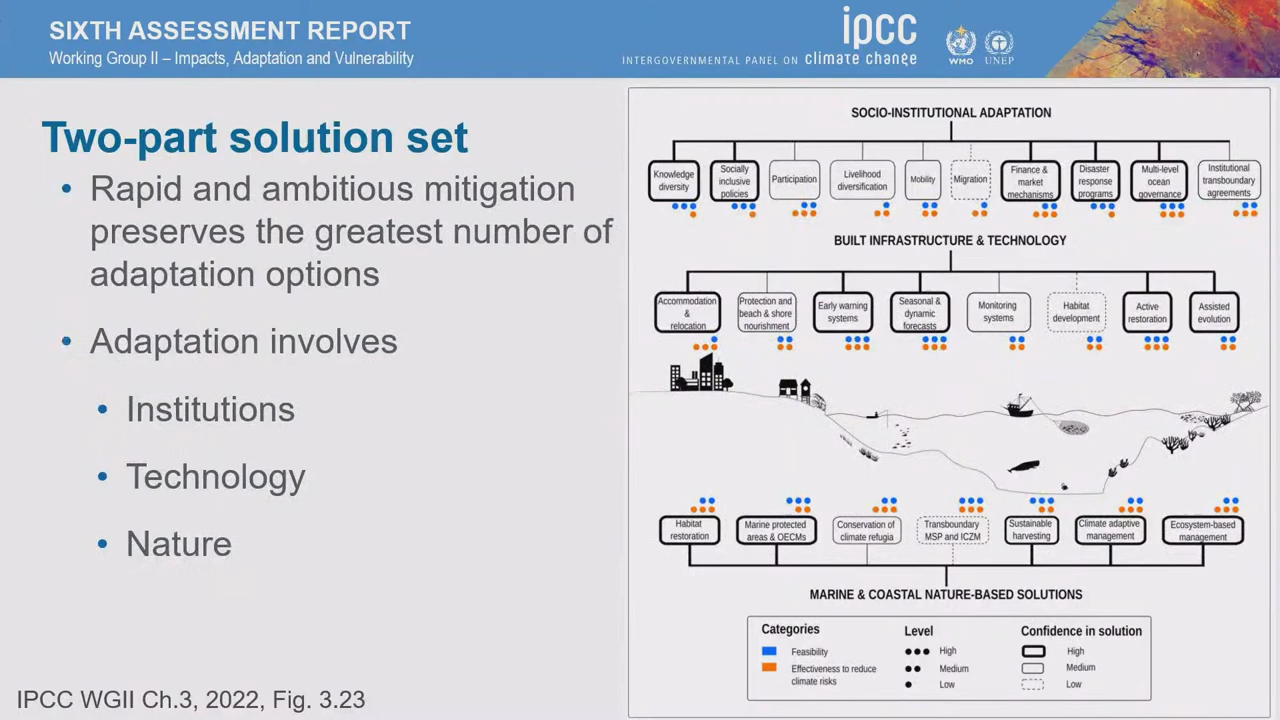 SIXTH ASSESSMENT REPORT
Working Group II – Impacts, Adaptation and Vulnerability
ipcc
INTERGOVERNMENTAL PANEL ON climate change
WMO
UNEP
Two-part solution set
• Rapid and ambitious mitigation
preserves the greatest number of
adaptation options
• Adaptation involves
• Institutions
• Technology
• Nature
IPCC WGII Ch.3, 2022, Fig. 3.23
SOCIO-INSTITUTIONAL ADAPTATION
Knowledge
diversity
Socially
inclusive
policies
Participation
Livelihood
diversification
Mobility
Migration
Finance &
market
mechanisms
Disaster
response
programs
Multi-level
ocean
governance
Institutional
transboundary
agreements
BUILT INFRASTRUCTURE & TECHNOLOGY
Accommodation
&
relocation
Protection and
beach & shore
nourishment
Early warning
systems
Seasonal &
dynamic
forecasts
Monitoring
systems
Habitat
development
Active
restoration
Assisted
evolution
Habitat
restoration
Marine protected
areas & OECMs
Conservation of
climate refugia
Transboundary
MSP and ICZM
Sustainable
harvesting
Climate adaptive
management
Ecosystem-based
management
MARINE & COASTAL NATURE-BASED SOLUTIONS
Categories
Feasibility
Effectiveness to reduce
climate risks
Level
High
Medium
Low
Confidence in solution
High
Medium
Low